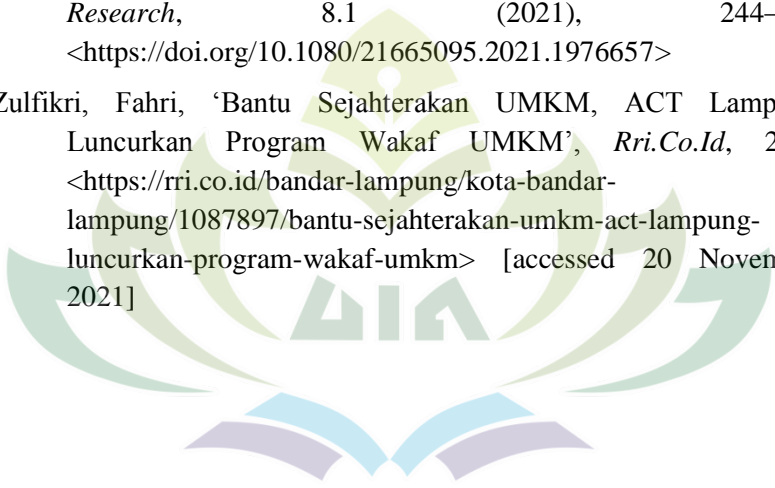 Research, 8.1 (2021), 244–
<https://doi.org/10.1080/21665095.2021.1976657>
Zulfikri, Fahri, ‘Bantu Sejahterakan UMKM, ACT Lamp
Luncurkan Program Wakaf UMKM’, Rri.Co.Id, 2
<https://rri.co.id/bandar-lampung/kota-bandar-
lampung/1087897/bantu-sejahterakan-umkm-act-lampung-
luncurkan-program-wakaf-umkm> [accessed 20 Novem
2021]
UIN